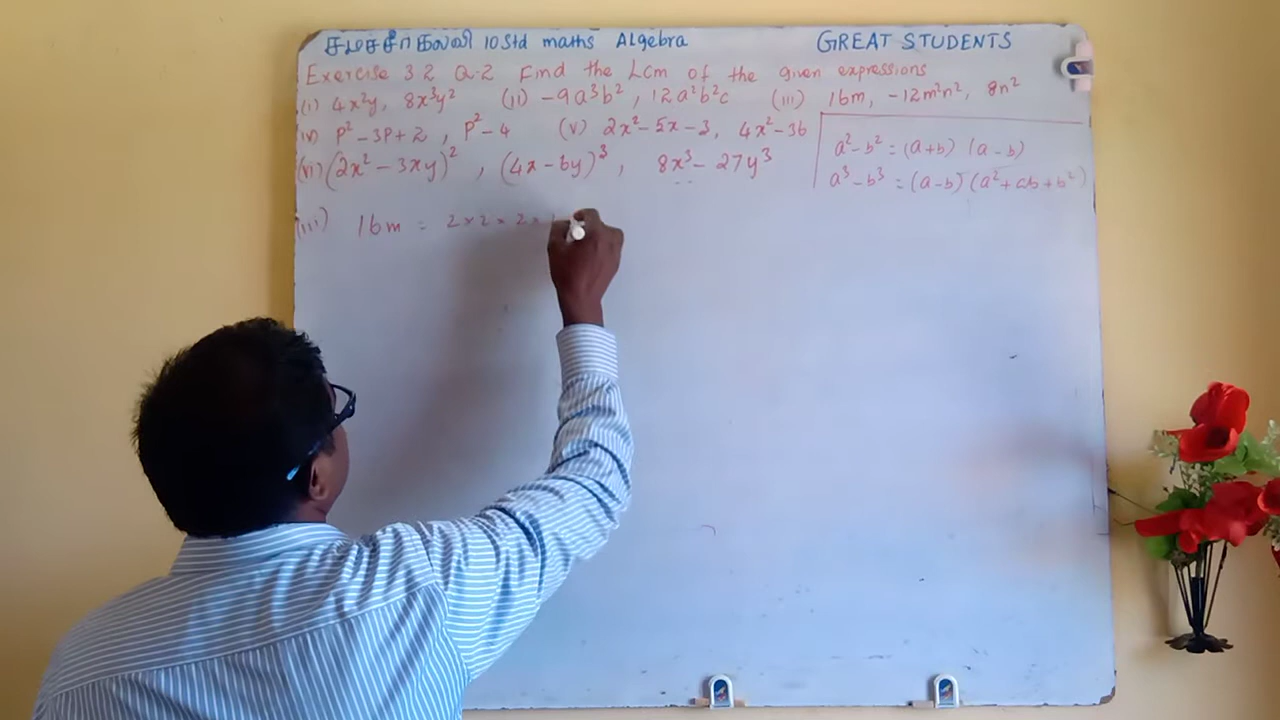 சமச்சீர் கல்வி 10 Std maths Algebra GREAT STUDENTS
Exercise 3.2 Q.2 Find the Lcm of the given expressions
(i) 4x²y, 8x³y² (ii) -9a³b², 12a²b²c (iii) 16m, -12m²n², 8n²
iv) P²-3P+2, P²-4 (v) 2x²-5x-3, 4x²-36
(vi) (2x²-3xy)², (4x-6y)³, 8x³-27y³
a²-b² = (a+b) (a-b)
a³-b³ = (a-b) (a²+ab+b²)
(iii) 16m = 2×2×2×